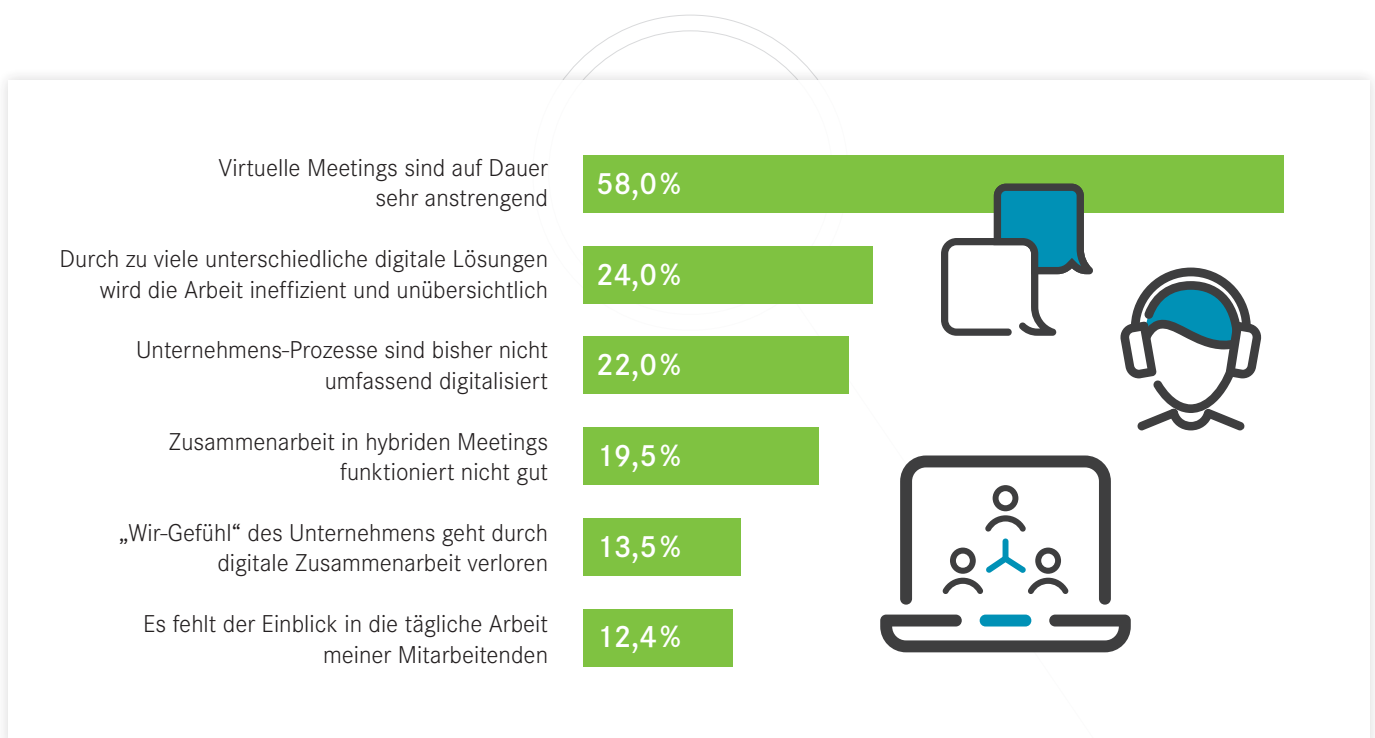 Virtuelle Meetings sind auf Dauer
sehr anstrengend
58,0%
Durch zu viele unterschiedliche digitale Lösungen
wird die Arbeit ineffizient und unübersichtlich
24,0%
Unternehmens-Prozesse sind bisher nicht
umfassend digitalisiert
22,0%
Zusammenarbeit in hybriden Meetings
funktioniert nicht gut
19,5%
„Wir-Gefühl“ des Unternehmens geht durch
digitale Zusammenarbeit verloren
13,5%
Es fehlt der Einblick in die tägliche Arbeit
meiner Mitarbeitenden
12,4%